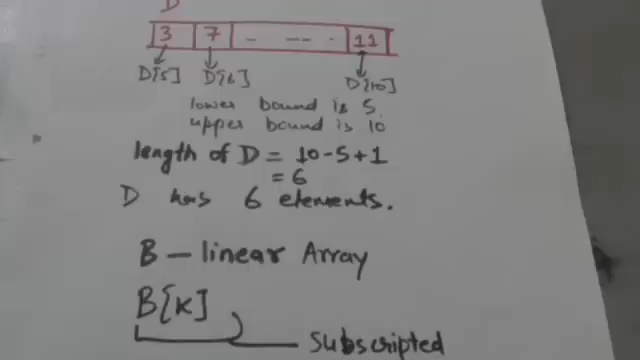 D
3 7 - -- · 11
D[5] D[6] D[10]
lower bound is 5.
upper bound is 10
length of D = 10-5+1
= 6
D has 6 elements.
B - linear Array
B[K]
Subscripted